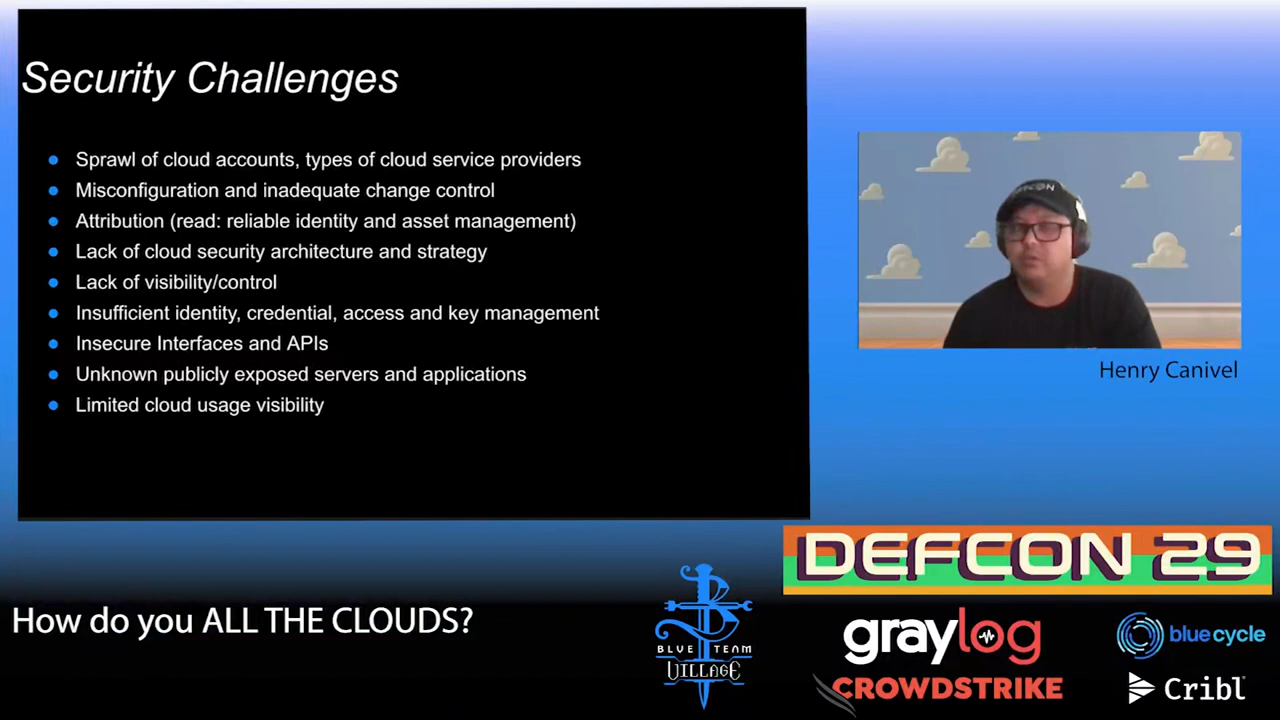 Security Challenges
Sprawl of cloud accounts, types of cloud service providers
Misconfiguration and inadequate change control
Attribution (read: reliable identity and asset management)
Lack of cloud security architecture and strategy
Lack of visibility/control
Insufficient identity, credential, access and key management
Insecure Interfaces and APIs
Unknown publicly exposed servers and applications
Limited cloud usage visibility
DEFCON
Henry Canivel
DEFCON 29
How do you ALL THE CLOUDS?
BLUE TEAM
VILLAGE
graylog
blue cycle
CROWDSTRIKE
Cribl